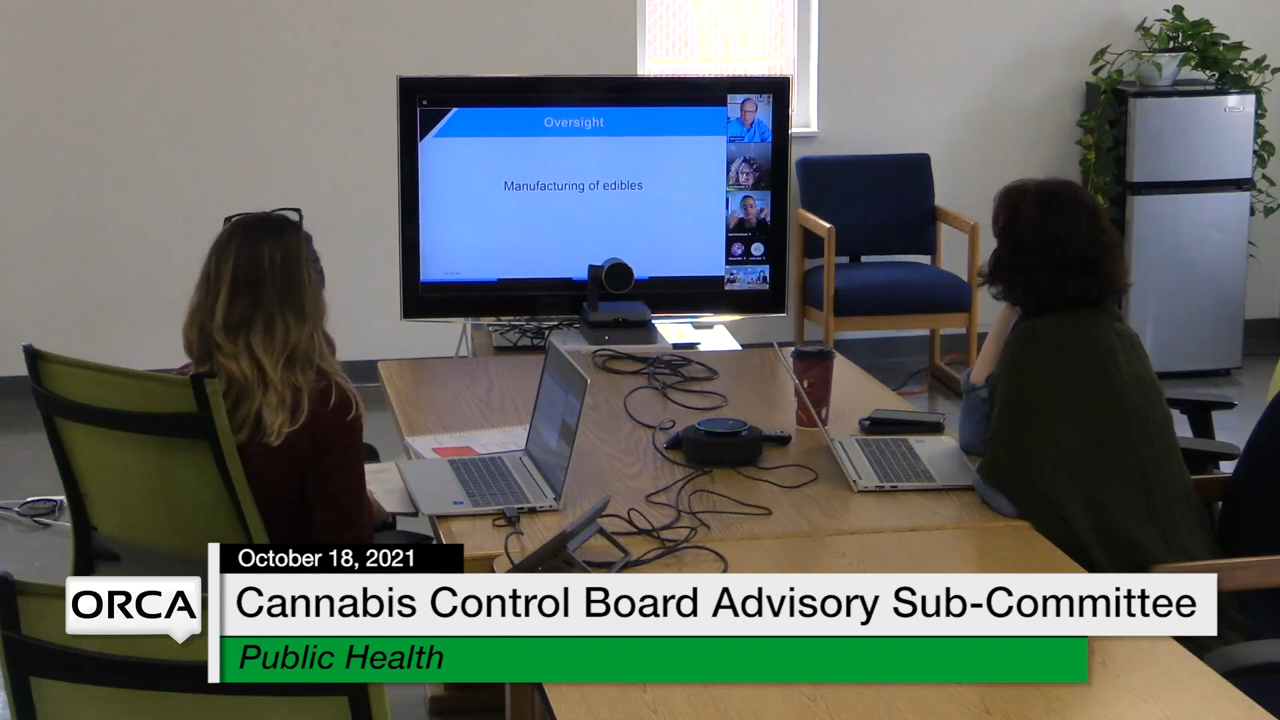 Oversight
Manufacturing of edibles
October 18, 2021
ORCA
Cannabis Control Board Advisory Sub-Committee
Public Health